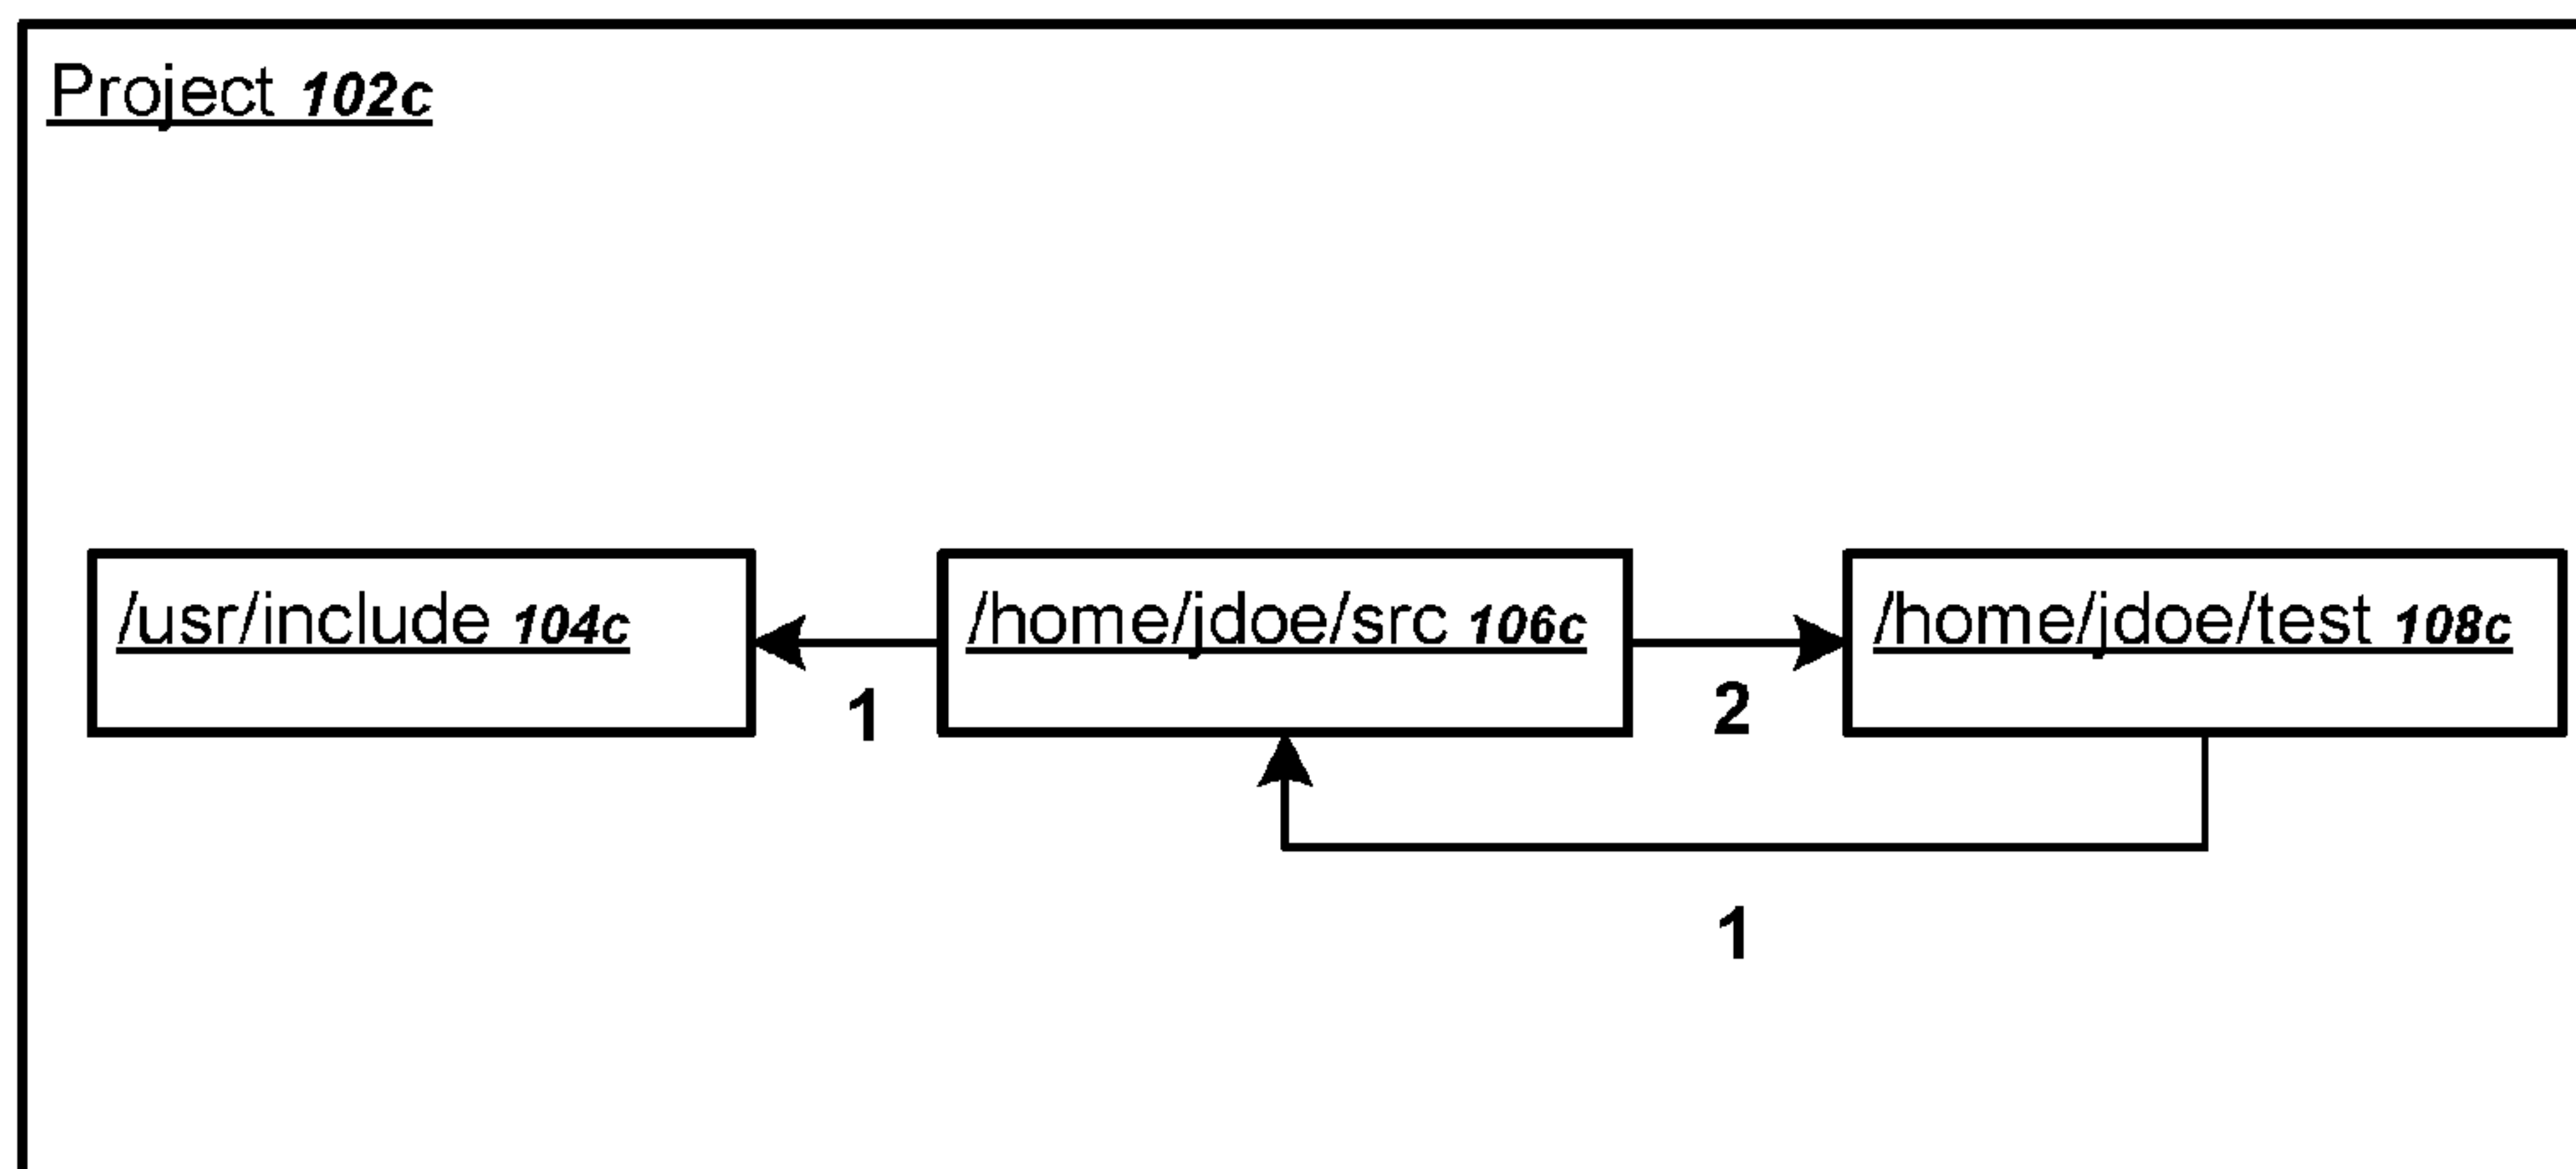 Project 102c
/usr/include 104c
/home/jdoe/src 106c
/home/jdoe/test 108c
1
2
1